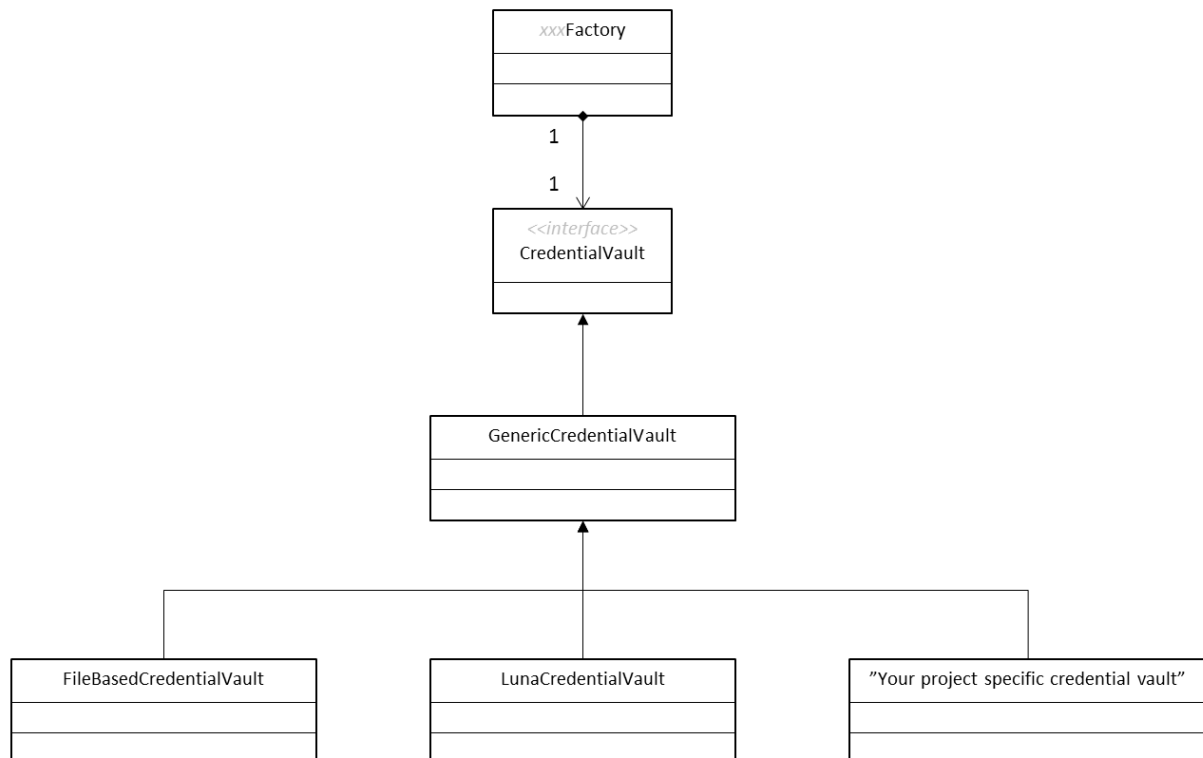 xxxFactory
1
1
<<interface>>
CredentialVault
GenericCredentialVault
FileBasedCredentialVault
LunaCredentialVault
”Your project specific credential vault”